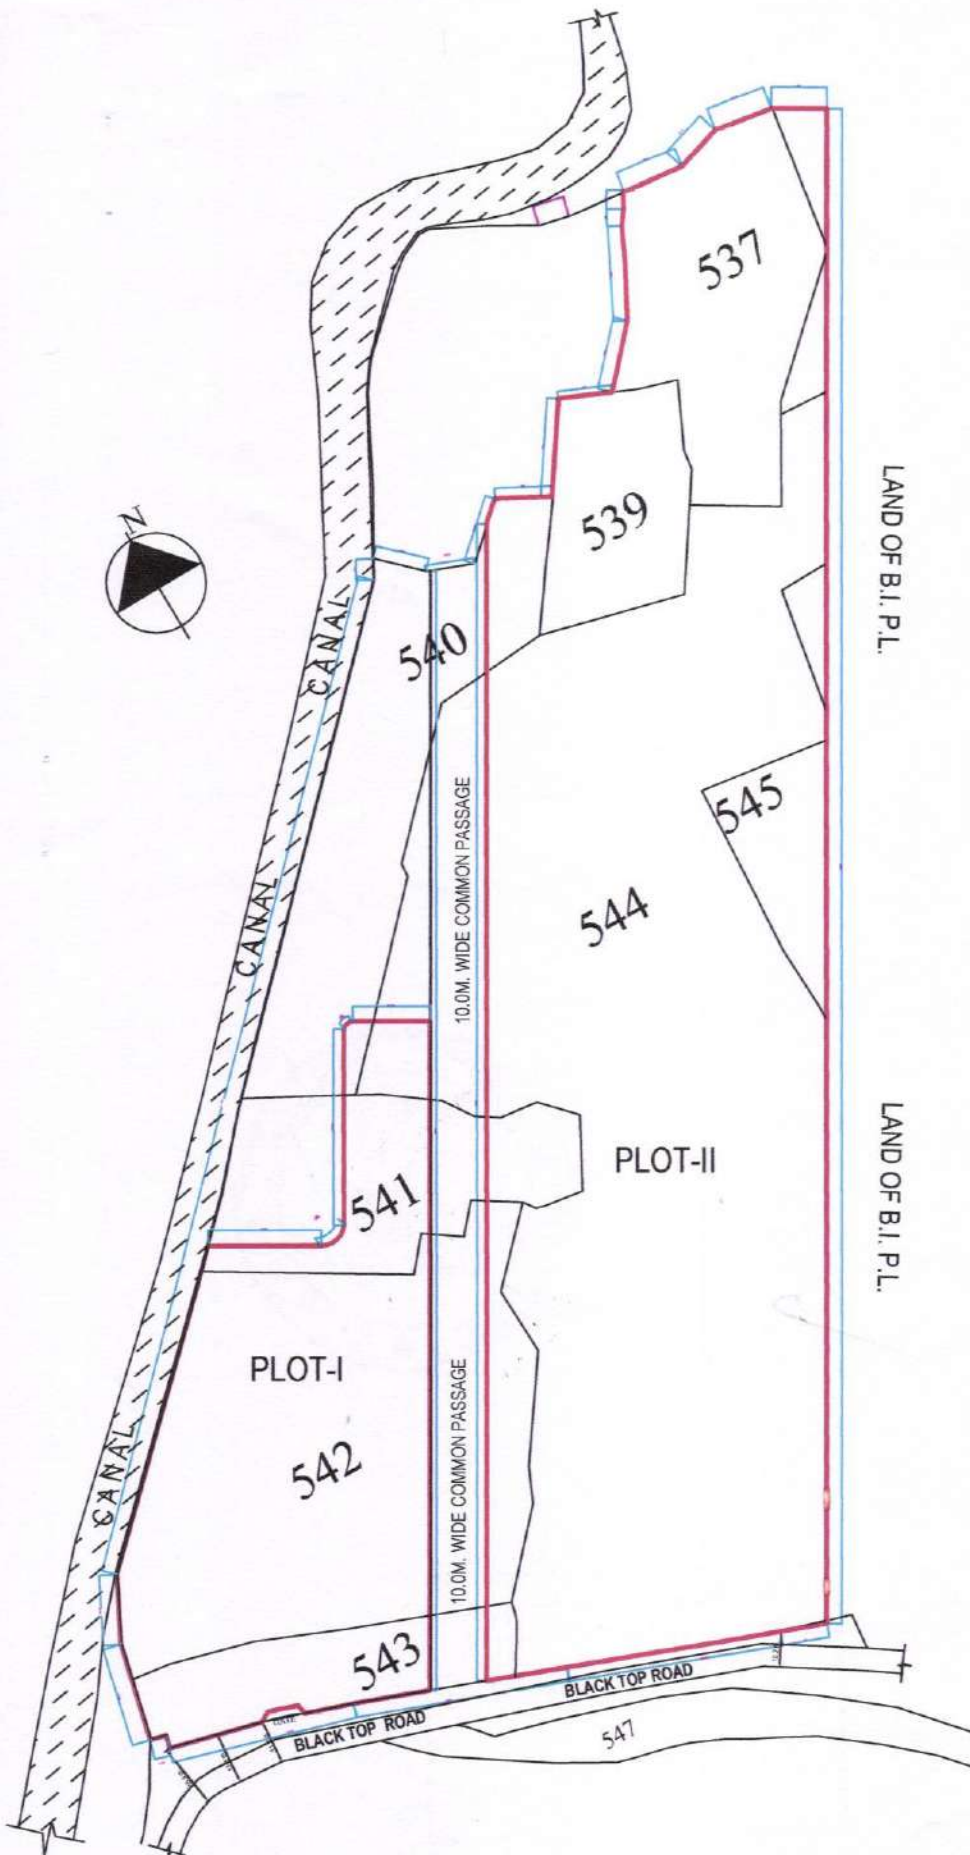 537
LAND OF B.I. P.L.
539
N
CANAL
540
545
10.0M. WIDE COMMON PASSAGE
544
CANAL
LAND OF B.I. P.L.
PLOT-II
541
PLOT-I
10.0M. WIDE COMMON PASSAGE
542
CANAL
543
BLACK TOP ROAD
BLACK TOP ROAD
547